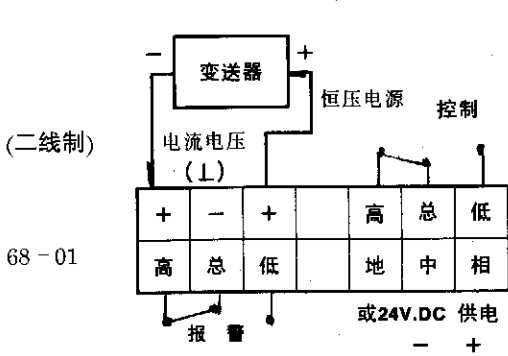 − +
变送器
恒压电源
控制
(二线制)
电流电压
(⊥)
+ − + 高 总 低
68-01
高 总 低 地 中 相
报警
或24V.DC 供电
− +